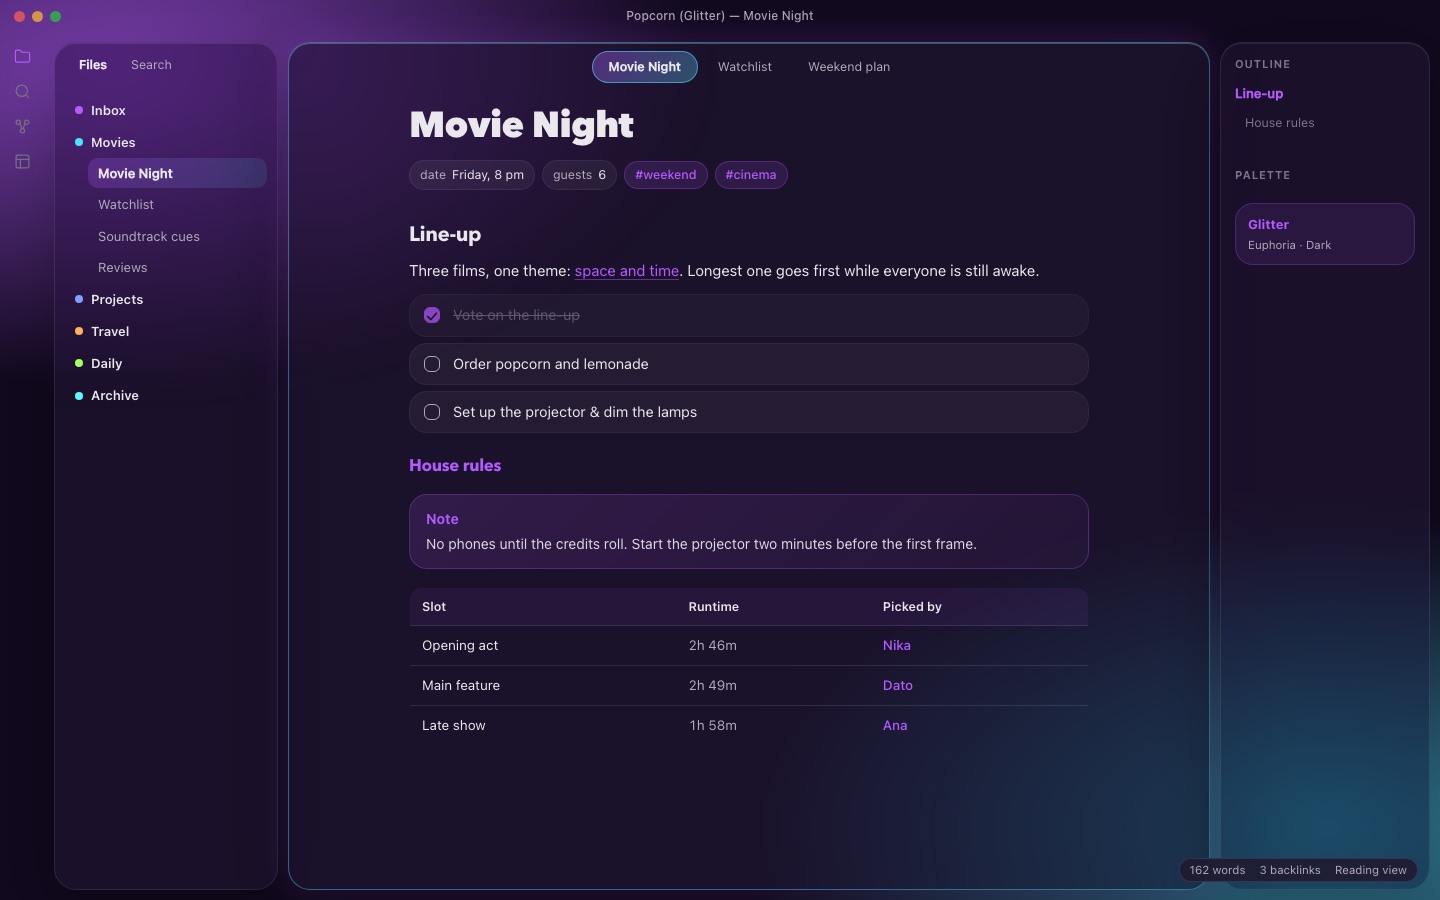 Popcorn (Glitter) — Movie Night
Files Search
Inbox
Movies
Movie Night
Watchlist
Soundtrack cues
Reviews
Projects
Travel
Daily
Archive
Movie Night Watchlist Weekend plan
Movie Night
date Friday, 8 pm guests 6 #weekend #cinema
Line-up
Three films, one theme: space and time. Longest one goes first while everyone is still awake.
Vote on the line-up
Order popcorn and lemonade
Set up the projector & dim the lamps
House rules
Note
No phones until the credits roll. Start the projector two minutes before the first frame.
Slot Runtime Picked by
Opening act 2h 46m Nika
Main feature 2h 49m Dato
Late show 1h 58m Ana
OUTLINE
Line-up
House rules
PALETTE
Glitter
Euphoria · Dark
162 words 3 backlinks Reading view